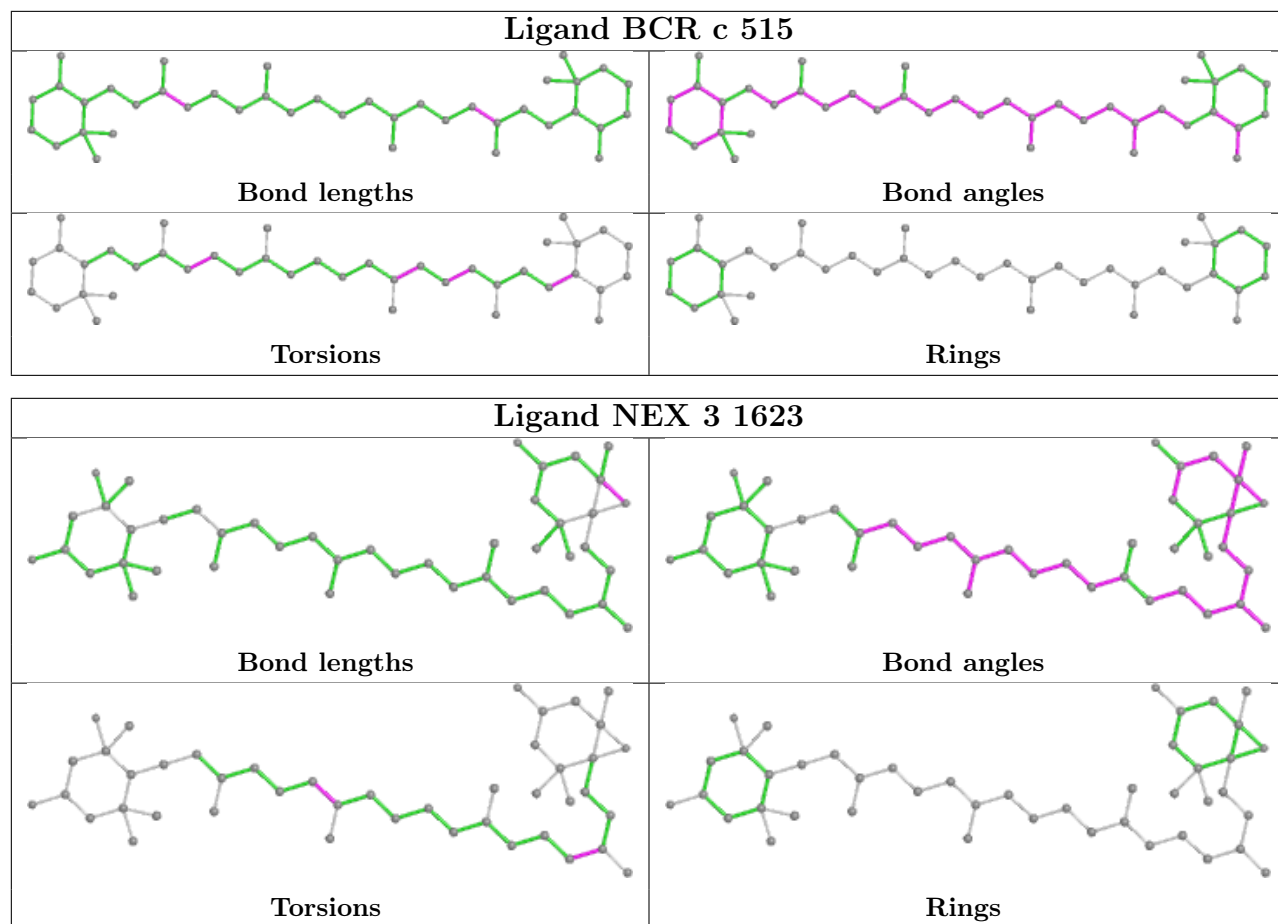 Ligand BCR c 515
Bond lengths
Bond angles
Torsions
Rings
Ligand NEX 3 1623
Bond lengths
Bond angles
Torsions
Rings